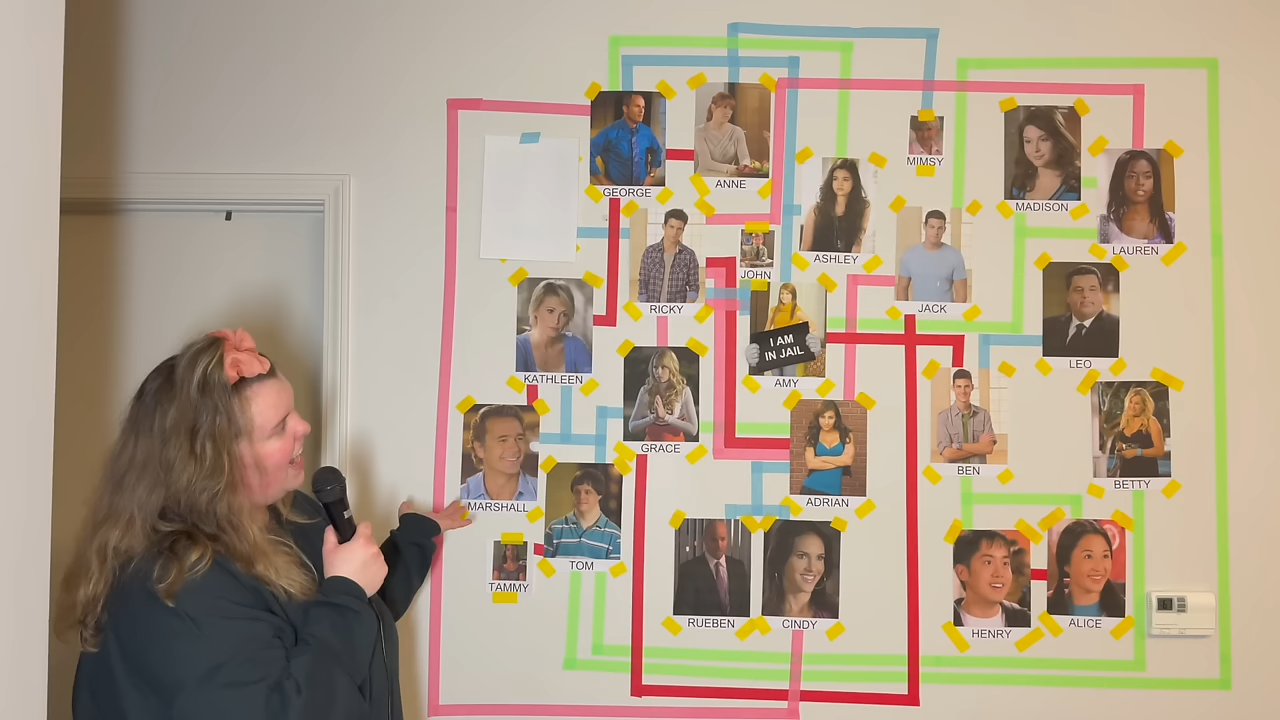 GEORGE
ANNE
MIMSY
MADISON
LAUREN
ASHLEY
JOHN
RICKY
JACK
I AM
IN JAIL
AMY
LEO
KATHLEEN
GRACE
BEN
BETTY
ADRIAN
MARSHALL
TOM
TAMMY
RUEBEN
CINDY
HENRY
ALICE